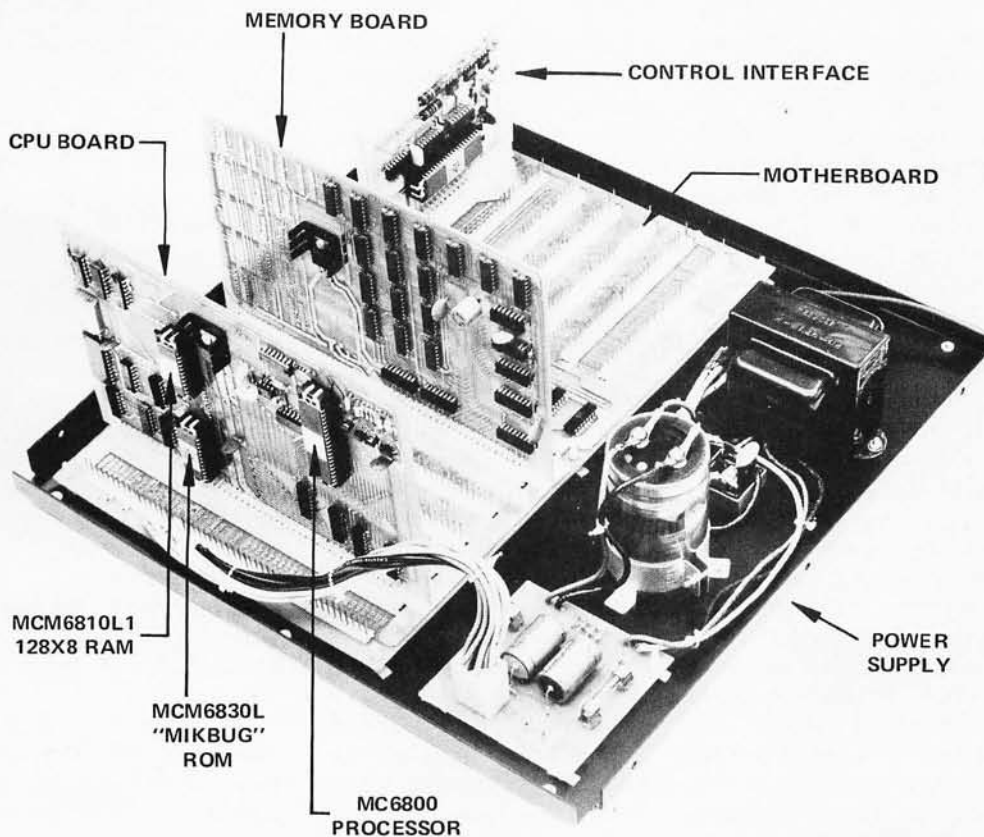 MEMORY BOARD
CONTROL INTERFACE
CPU BOARD
MOTHERBOARD
MCM6810L1
128X8 RAM
MCM6830L
"MIKBUG"
ROM
MC6800
PROCESSOR
POWER
SUPPLY